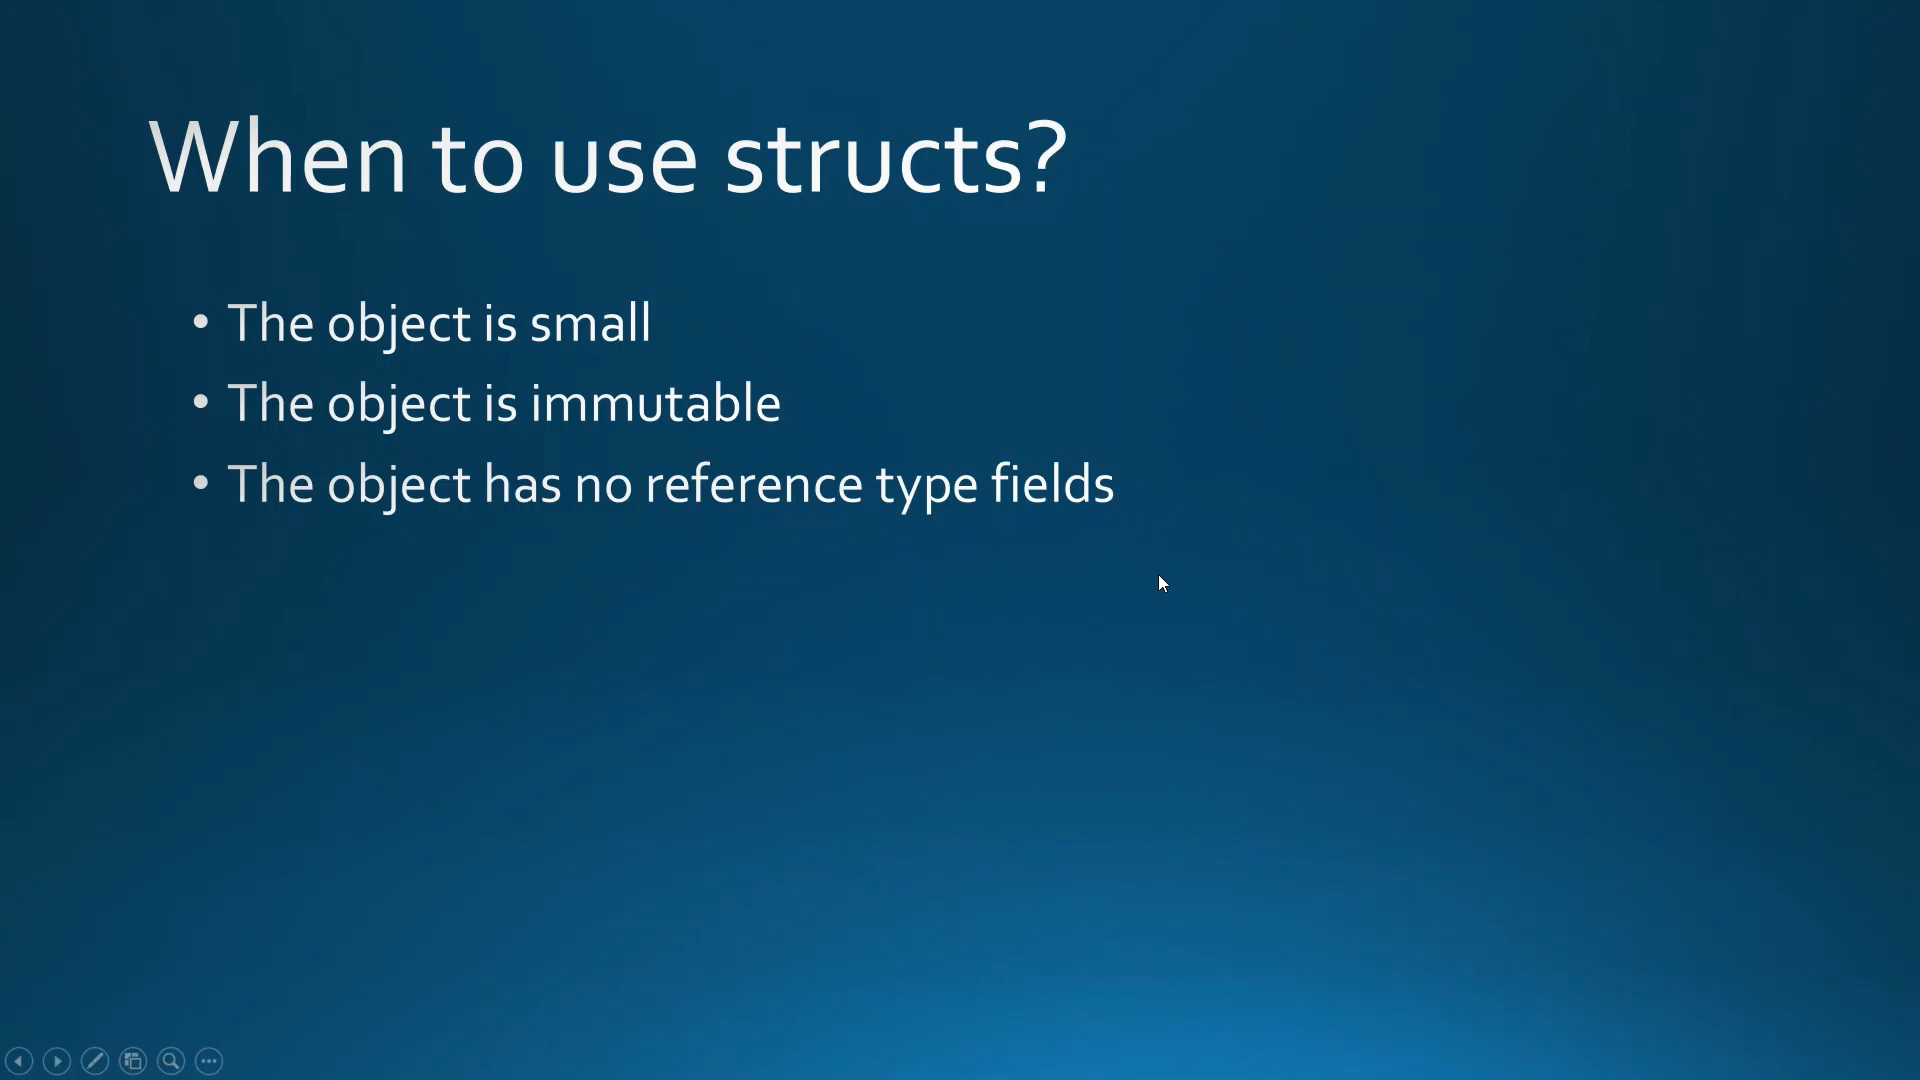 When to use structs?
• The object is small
• The object is immutable
• The object has no reference type fields